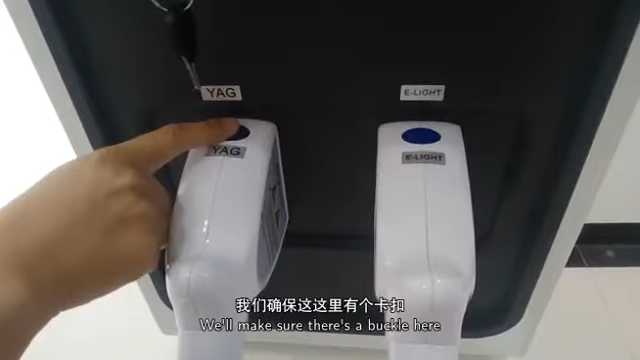 YAG
E-LIGHT
YAG
E-LIGHT
我们确保这这里有个卡扣
We'll make sure there's a buckle here